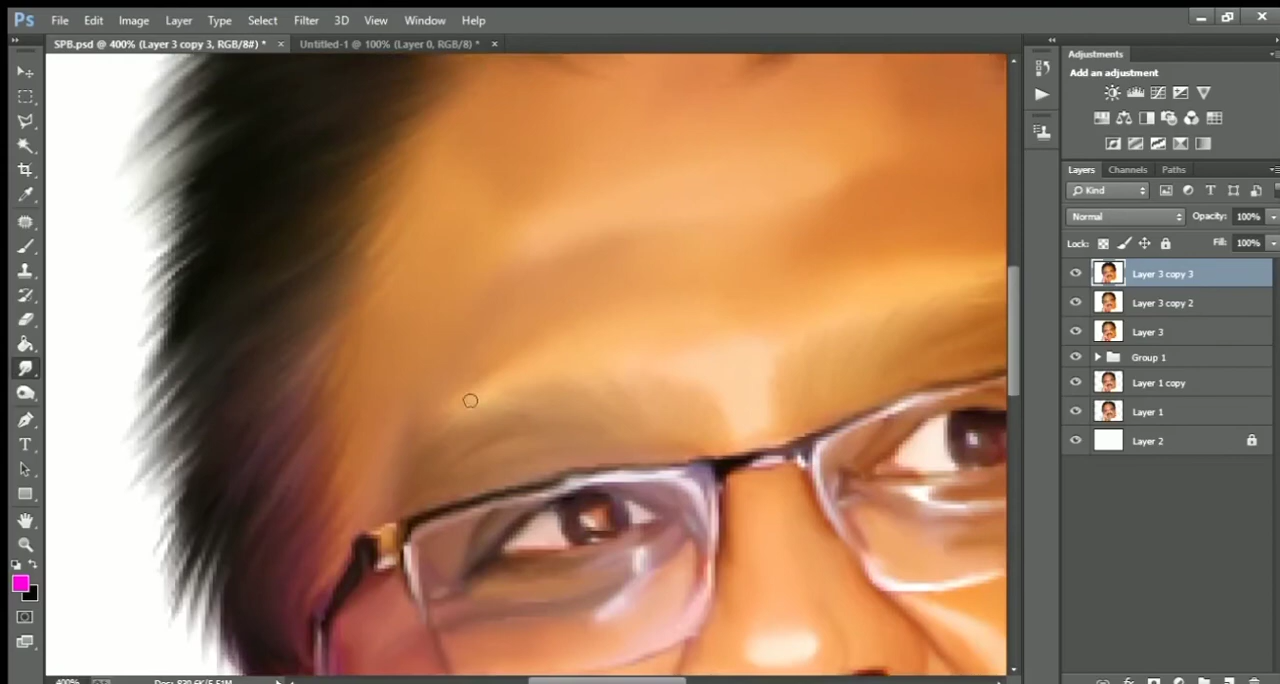 Ps File Edit Image Layer Type Select Filter 3D View Window Help
SPB.psd @ 400% (Layer 3 copy 3, RGB/8#) * × Untitled-1 @ 100% (Layer 0, RGB/8) * ×
Adjustments
Add an adjustment
Layers Channels Paths
Kind
Normal Opacity: 100%
Lock: Fill: 100%
Layer 3 copy 3
Layer 3 copy 2
Layer 3
Group 1
Layer 1 copy
Layer 1
Layer 2
400%